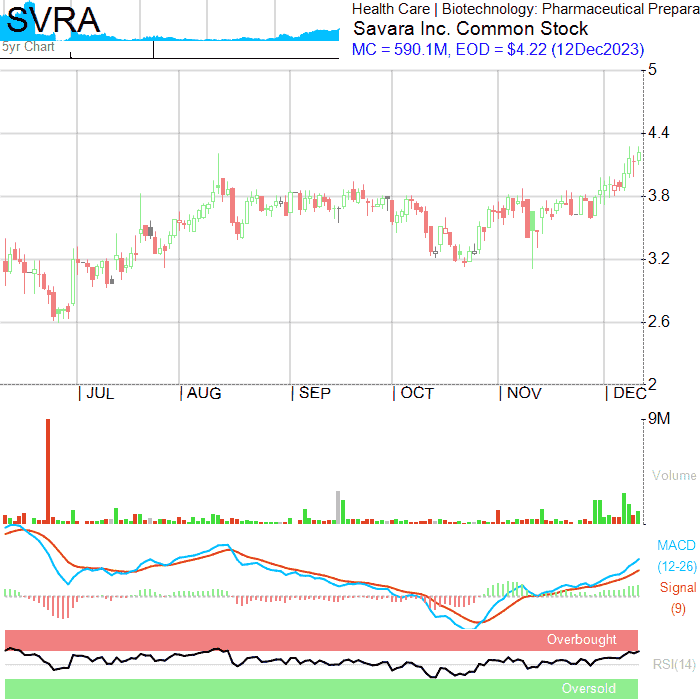 SVRA
Health Care | Biotechnology: Pharmaceutical Prepara
Savara Inc. Common Stock
5yr Chart
MC = 590.1M, EOD = $4.22 (12Dec2023)
5
4.4
3.8
3.2
2.6
2
JUL AUG SEP OCT NOV DEC
9M
Volume
MACD
(12-26)
Signal
(9)
Overbought
RSI(14)
Oversold